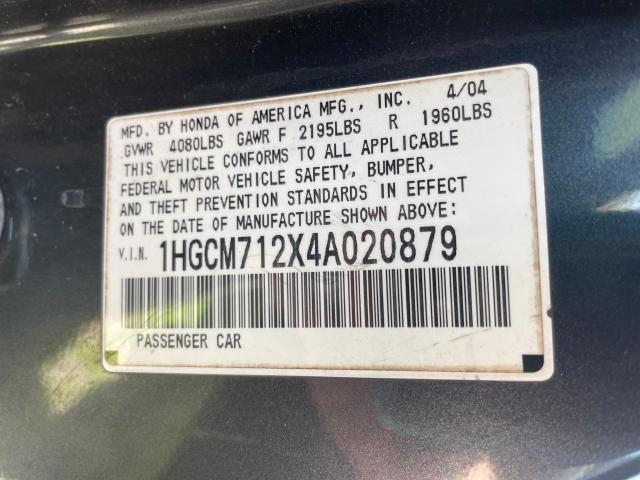 MFD. BY HONDA OF AMERICA MFG., INC. 4/04
GVWR 4080LBS GAWR F 2195LBS R 1960LBS
THIS VEHICLE CONFORMS TO ALL APPLICABLE
FEDERAL MOTOR VEHICLE SAFETY, BUMPER,
AND THEFT PREVENTION STANDARDS IN EFFECT
ON THE DATE OF MANUFACTURE SHOWN ABOVE:
V.I.N. 1HGCM712X4A020879
PASSENGER CAR